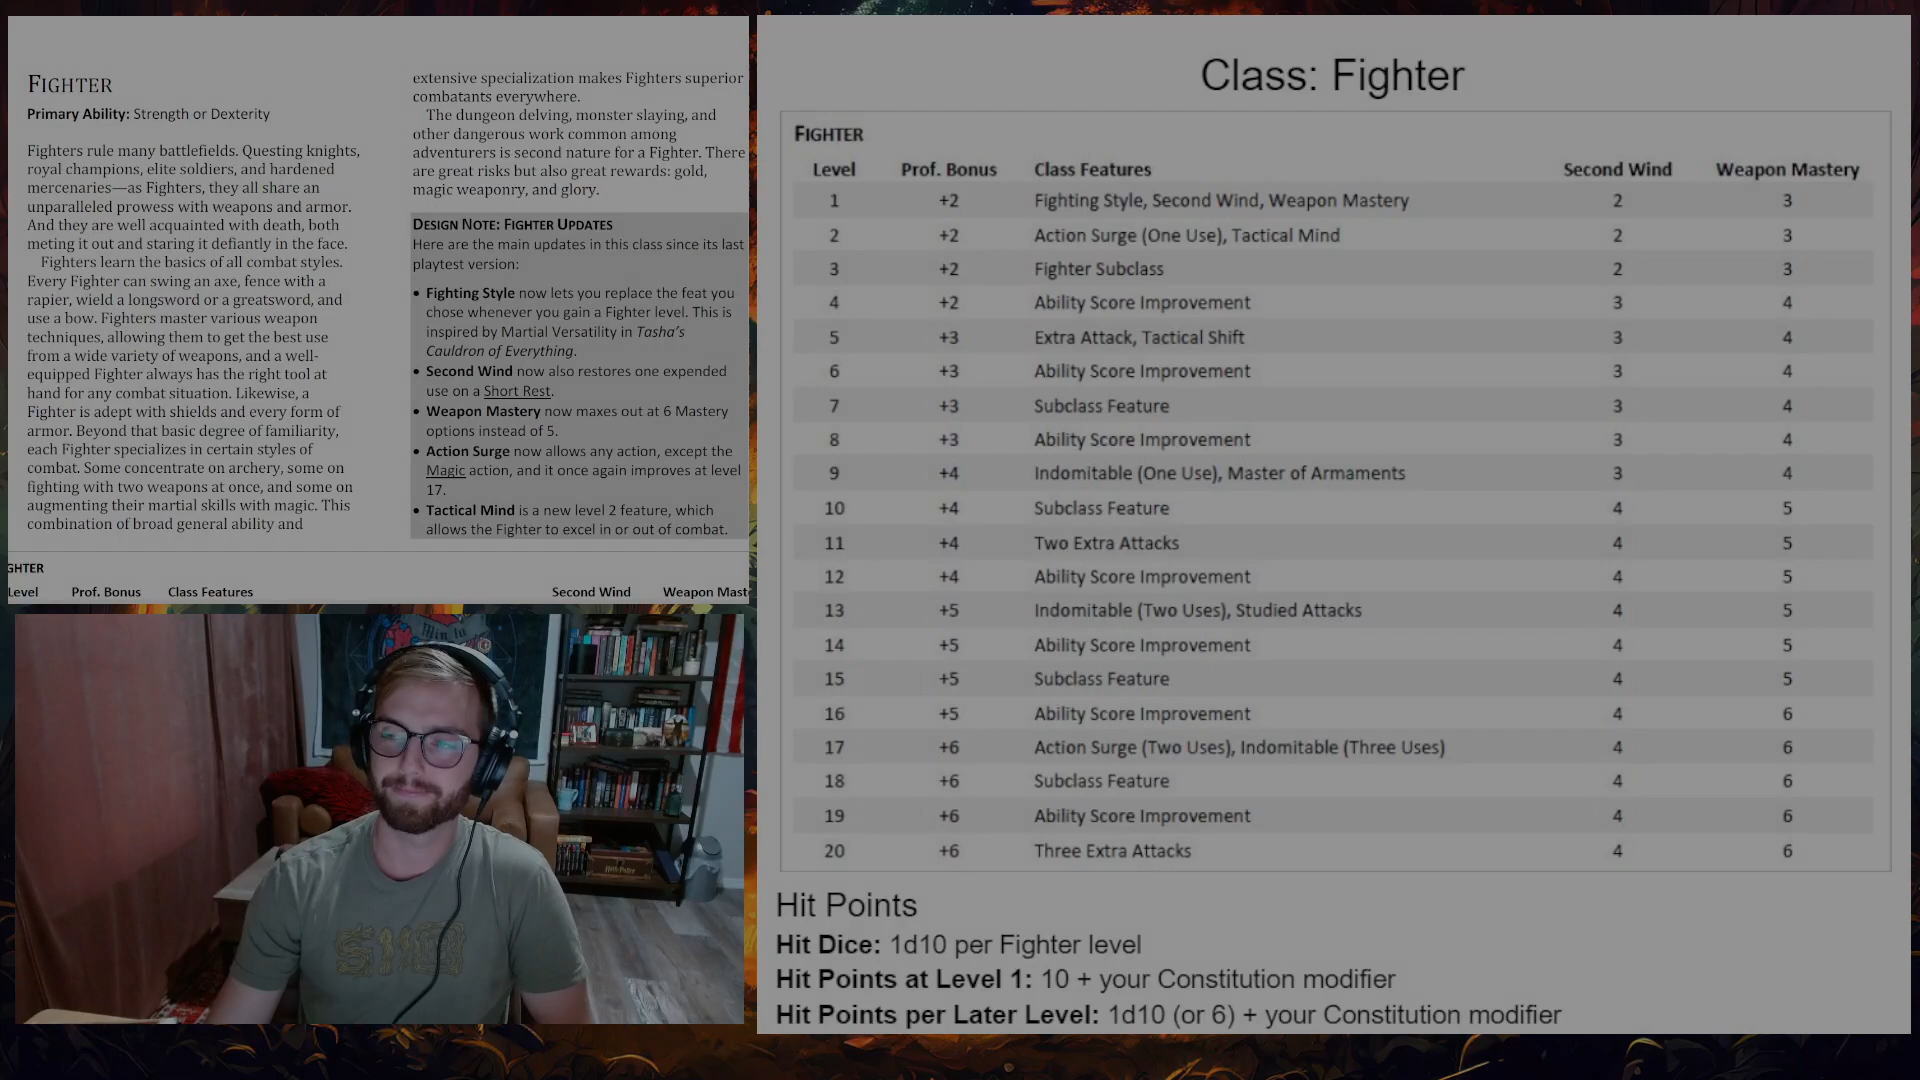 FIGHTER
Primary Ability: Strength or Dexterity
Fighters rule many battlefields. Questing knights,
royal champions, elite soldiers, and hardened
mercenaries—as Fighters, they all share an
unparalleled prowess with weapons and armor.
And they are well acquainted with death, both
meting it out and staring it defiantly in the face.
Fighters learn the basics of all combat styles.
Every Fighter can swing an axe, fence with a
rapier, wield a longsword or a greatsword, and
use a bow. Fighters master various weapon
techniques, allowing them to get the best use
from a wide variety of weapons, and a well-
equipped Fighter always has the right tool at
hand for any combat situation. Likewise, a
Fighter is adept with shields and every form of
armor. Beyond that basic degree of familiarity,
each Fighter specializes in certain styles of
combat. Some concentrate on archery, some on
fighting with two weapons at once, and some on
augmenting their martial skills with magic. This
combination of broad general ability and
extensive specialization makes Fighters superior
combatants everywhere.
The dungeon delving, monster slaying, and
other dangerous work common among
adventurers is second nature for a Fighter. There
are great risks but also great rewards: gold,
magic weaponry, and glory.
DESIGN NOTE: FIGHTER UPDATES
Here are the main updates in this class since its last
playtest version:
• Fighting Style now lets you replace the feat you
chose whenever you gain a Fighter level. This is
inspired by Martial Versatility in Tasha's
Cauldron of Everything.
• Second Wind now also restores one expended
use on a Short Rest.
• Weapon Mastery now maxes out at 6 Mastery
options instead of 5.
• Action Surge now allows any action, except the
Magic action, and it once again improves at level
17.
• Tactical Mind is a new level 2 feature, which
allows the Fighter to excel in or out of combat.
GHTER
Level Prof. Bonus Class Features Second Wind Weapon Mast
Class: Fighter
FIGHTER
Level Prof. Bonus Class Features Second Wind Weapon Mastery
1 +2 Fighting Style, Second Wind, Weapon Mastery 2 3
2 +2 Action Surge (One Use), Tactical Mind 2 3
3 +2 Fighter Subclass 2 3
4 +2 Ability Score Improvement 3 4
5 +3 Extra Attack, Tactical Shift 3 4
6 +3 Ability Score Improvement 3 4
7 +3 Subclass Feature 3 4
8 +3 Ability Score Improvement 3 4
9 +4 Indomitable (One Use), Master of Armaments 3 4
10 +4 Subclass Feature 4 5
11 +4 Two Extra Attacks 4 5
12 +4 Ability Score Improvement 4 5
13 +5 Indomitable (Two Uses), Studied Attacks 4 5
14 +5 Ability Score Improvement 4 5
15 +5 Subclass Feature 4 5
16 +5 Ability Score Improvement 4 6
17 +6 Action Surge (Two Uses), Indomitable (Three Uses) 4 6
18 +6 Subclass Feature 4 6
19 +6 Ability Score Improvement 4 6
20 +6 Three Extra Attacks 4 6
Hit Points
Hit Dice: 1d10 per Fighter level
Hit Points at Level 1: 10 + your Constitution modifier
Hit Points per Later Level: 1d10 (or 6) + your Constitution modifier
Harry Potter